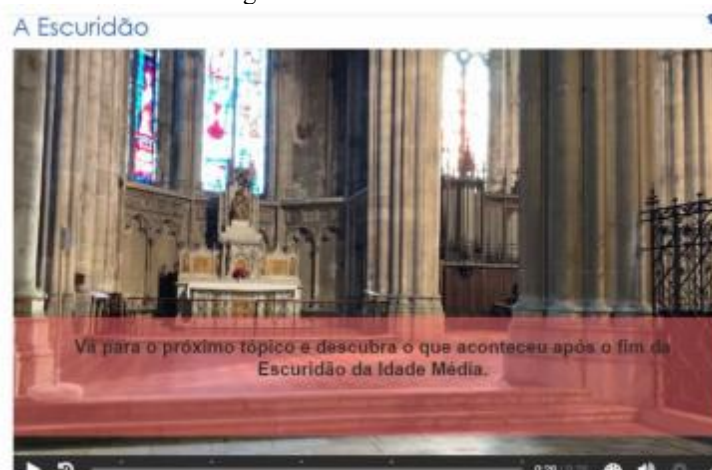 A Escuridão
Vá para o próximo tópico e descubra o que aconteceu após o fim da
Escuridão da Idade Média.